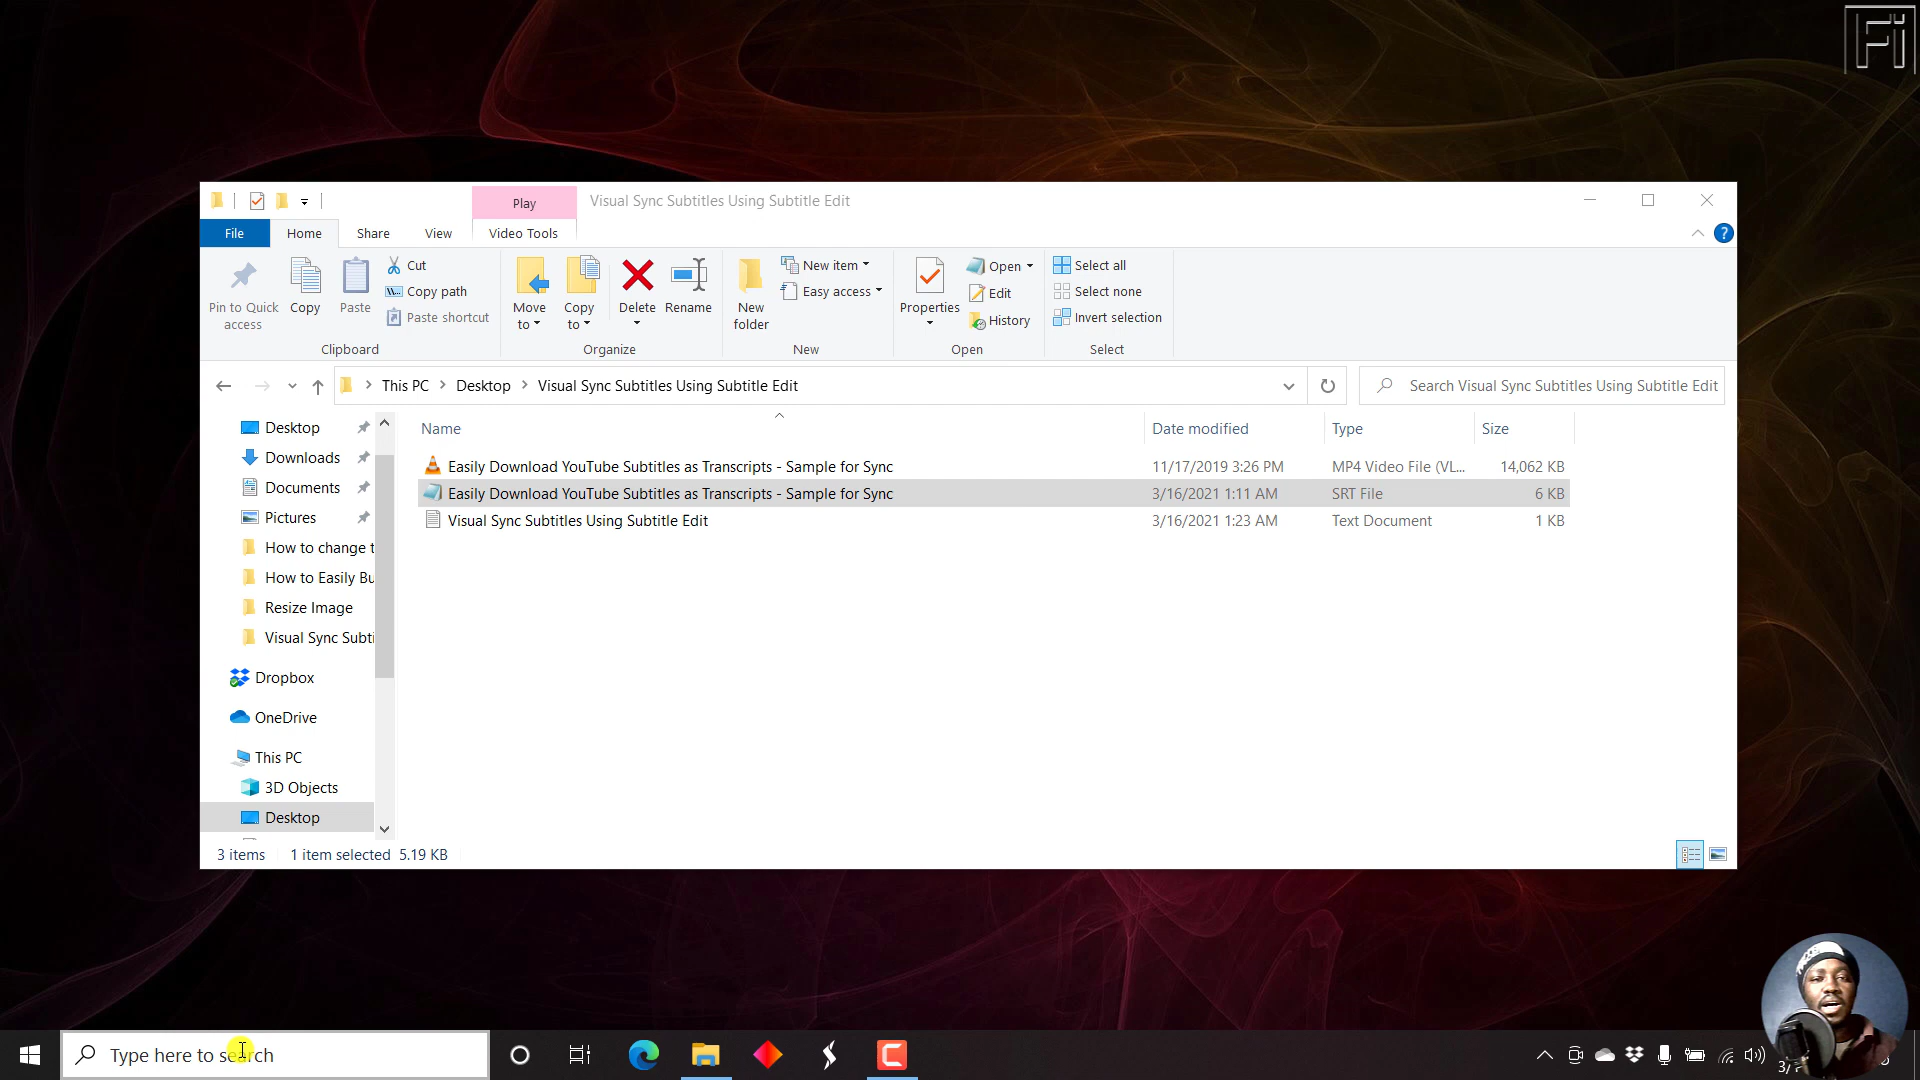 Fi
Play
Visual Sync Subtitles Using Subtitle Edit
File
Home
Share
View
Video Tools
Pin to Quick access
Copy
Paste
Cut
Copy path
Paste shortcut
Clipboard
Move to
Copy to
Delete
Rename
Organize
New folder
New item
Easy access
New
Properties
Open
Edit
History
Open
Select all
Select none
Invert selection
Select
This PC
Desktop
Visual Sync Subtitles Using Subtitle Edit
Search Visual Sync Subtitles Using Subtitle Edit
Name
Date modified
Type
Size
Easily Download YouTube Subtitles as Transcripts - Sample for Sync 11/17/2019 3:26 PM MP4 Video File (VL... 14,062 KB
Easily Download YouTube Subtitles as Transcripts - Sample for Sync 3/16/2021 1:11 AM SRT File 6 KB
Visual Sync Subtitles Using Subtitle Edit 3/16/2021 1:23 AM Text Document 1 KB
Desktop
Downloads
Documents
Pictures
How to change t
How to Easily Bu
Resize Image
Visual Sync Subti
Dropbox
OneDrive
This PC
3D Objects
Desktop
3 items 1 item selected 5.19 KB
Type here to search